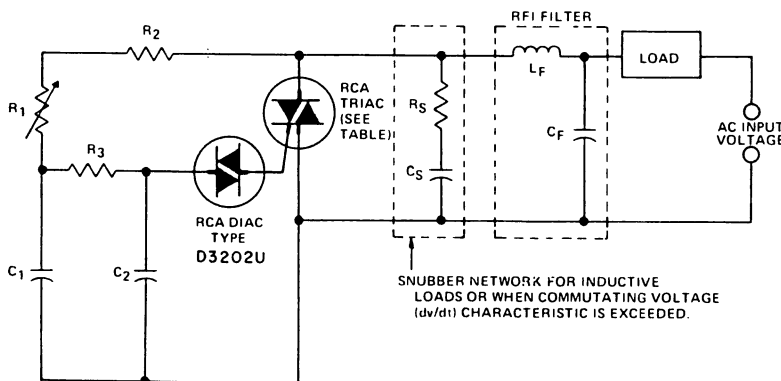 RFI FILTER
R2
LF
LOAD
R1
RCA
TRIAC
(SEE
TABLE)
RS
CF
AC INPUT
VOLTAGE
R3
CS
RCA DIAC
TYPE
D3202U
C1
C2
SNUBBER NETWORK FOR INDUCTIVE
LOADS OR WHEN COMMUTATING VOLTAGE
(dv/dt) CHARACTERISTIC IS EXCEEDED.